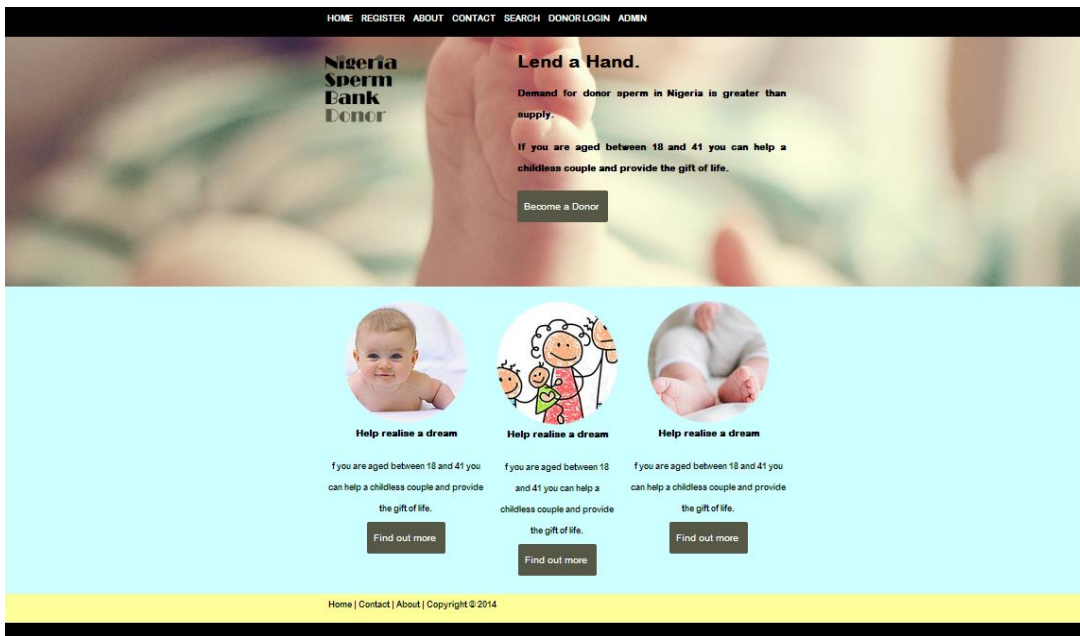 HOME REGISTER ABOUT CONTACT SEARCH DONOR LOGIN ADMIN
Nigeria
Sperm
Bank
Donor
Lend a Hand.
Demand for donor sperm in Nigeria is greater than
supply.
If you are aged between 18 and 41 you can help a
childless couple and provide the gift of life.
Become a Donor
Help realise a dream
f you are aged between 18 and 41 you
can help a childless couple and provide
the gift of life.
Find out more
Help realise a dream
f you are aged between 18
and 41 you can help a
childless couple and provide
the gift of life.
Find out more
Help realise a dream
f you are aged between 18 and 41 you
can help a childless couple and provide
the gift of life.
Find out more
Home | Contact | About | Copyright © 2014